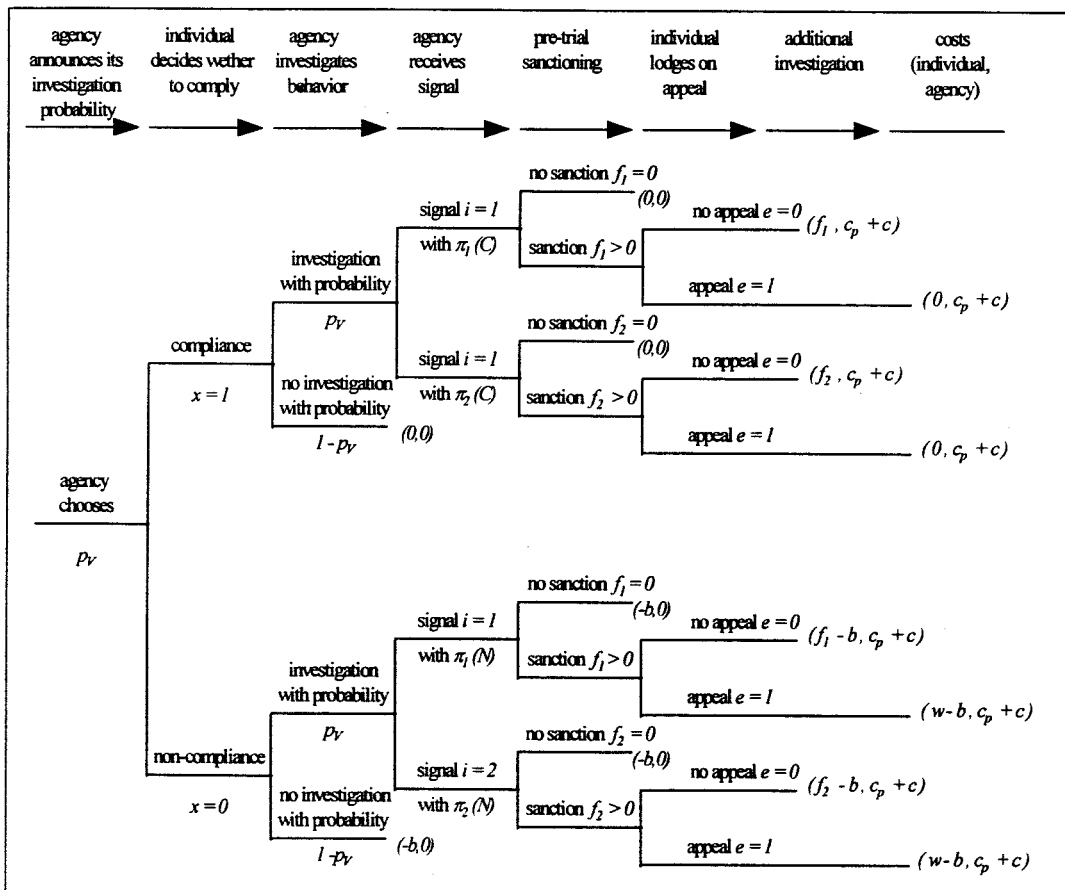 agency announces its investigation probability
individual decides wether to comply
agency investigates behavior
agency receives signal
pre-trial sanctioning
individual lodges on appeal
additional investigation
costs (individual, agency)
no sanction f₁ = 0
(0,0)
signal i = 1
with π₁(C)
no appeal e = 0
(f₁, cₚ + c)
sanction f₁ > 0
investigation with probability
p_V
appeal e = 1
(0, cₚ + c)
no sanction f₂ = 0
(0,0)
compliance
x = 1
signal i = 1
with π₂(C)
no appeal e = 0
(f₂, cₚ + c)
no investigation with probability
1 - p_V
(0,0)
sanction f₂ > 0
appeal e = 1
(0, cₚ + c)
agency chooses
p_V
no sanction f₁ = 0
(-b,0)
signal i = 1
with π₁(N)
no appeal e = 0
(f₁ - b, cₚ + c)
sanction f₁ > 0
investigation with probability
p_V
appeal e = 1
(w - b, cₚ + c)
no sanction f₂ = 0
(-b,0)
non-compliance
x = 0
signal i = 2
with π₂(N)
no appeal e = 0
(f₂ - b, cₚ + c)
no investigation with probability
1 - p_V
(-b,0)
sanction f₂ > 0
appeal e = 1
(w - b, cₚ + c)